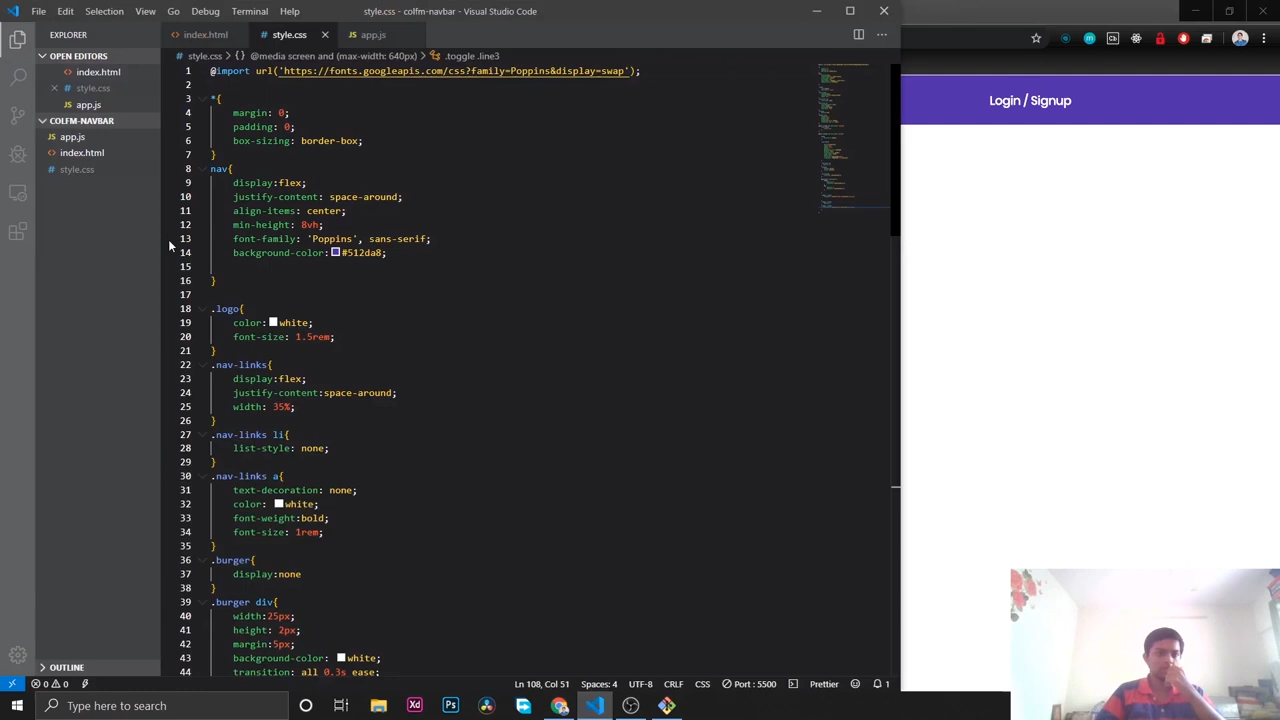 File Edit Selection View Go Debug Terminal Help
style.css - colfm-navbar - Visual Studio Code
EXPLORER
index.html
style.css
app.js
style.css @media screen and (max-width: 640px) .toggle .line3
OPEN EDITORS
index.html
style.css
app.js
COLFM-NAVBAR
app.js
index.html
style.css
OUTLINE
1 @import url('https://fonts.googleapis.com/css?family=Poppins&display=swap');
2
3 *{
4 margin: 0;
5 padding: 0;
6 box-sizing: border-box;
7 }
8 nav{
9 display:flex;
10 justify-content: space-around;
11 align-items: center;
12 min-height: 8vh;
13 font-family: 'Poppins', sans-serif;
14 background-color: #512da8;
15
16 }
17
18 .logo{
19 color: white;
20 font-size: 1.5rem;
21 }
22 .nav-links{
23 display:flex;
24 justify-content:space-around;
25 width: 35%;
26 }
27 .nav-links li{
28 list-style: none;
29 }
30 .nav-links a{
31 text-decoration: none;
32 color: white;
33 font-weight:bold;
34 font-size: 1rem;
35 }
36 .burger{
37 display:none
38 }
39 .burger div{
40 width:25px;
41 height: 2px;
42 margin:5px;
43 background-color: white;
44 transition: all 0.3s ease;
Login / Signup
0 0
Ln 108, Col 51 Spaces: 4 UTF-8 CRLF CSS Port : 5500 Prettier 1
Type here to search
Xd Ps